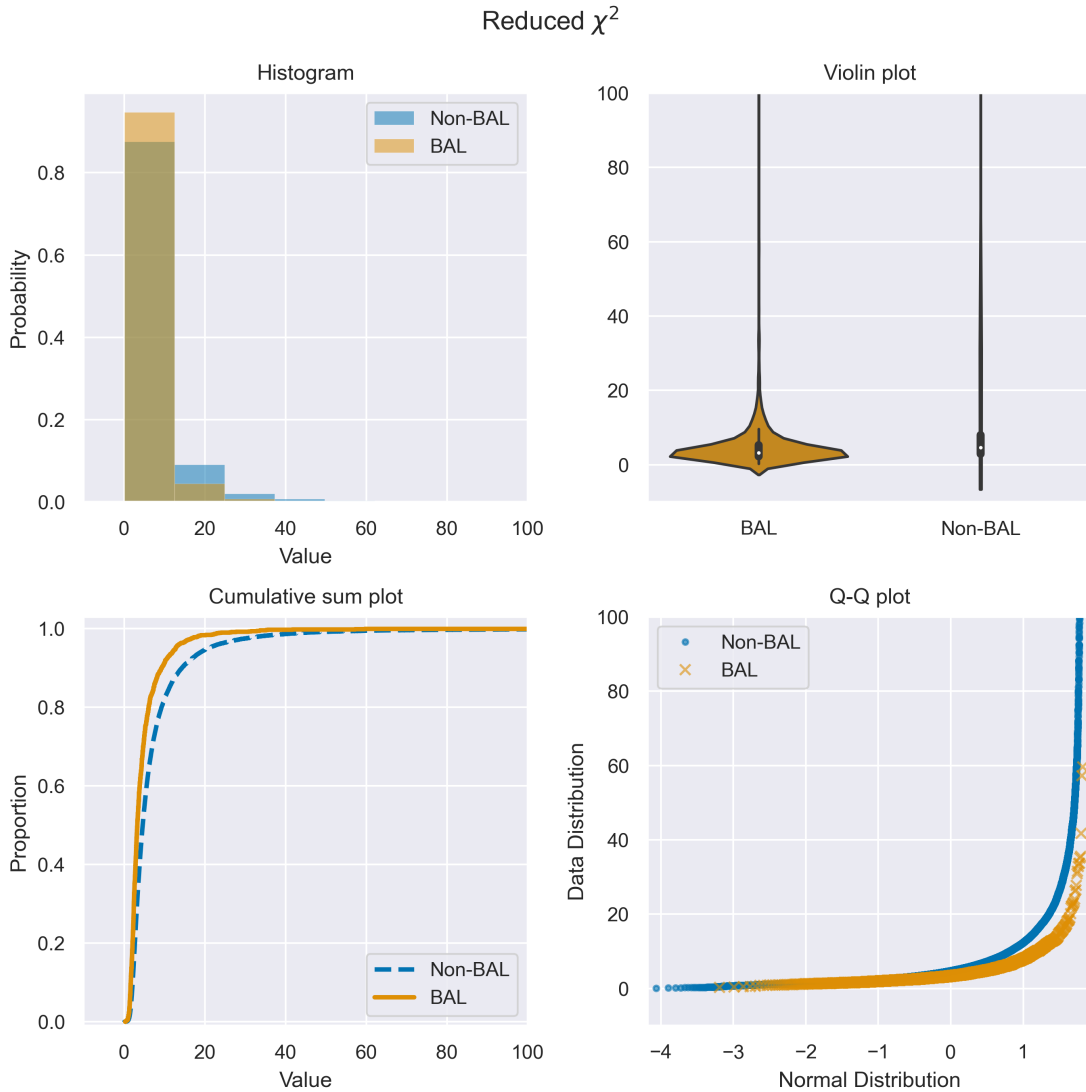 Reduced χ²
Histogram
Probability
0.8
0.6
0.4
0.2
0.0
Non-BAL
BAL
0 20 40 60 80 100
Value
Violin plot
100
80
60
40
20
0
BAL Non-BAL
Cumulative sum plot
Proportion
1.0
0.8
0.6
0.4
0.2
0.0
Non-BAL
BAL
0 20 40 60 80 100
Value
Q-Q plot
Data Distribution
100
80
60
40
20
0
Non-BAL
BAL
−4 −3 −2 −1 0 1
Normal Distribution